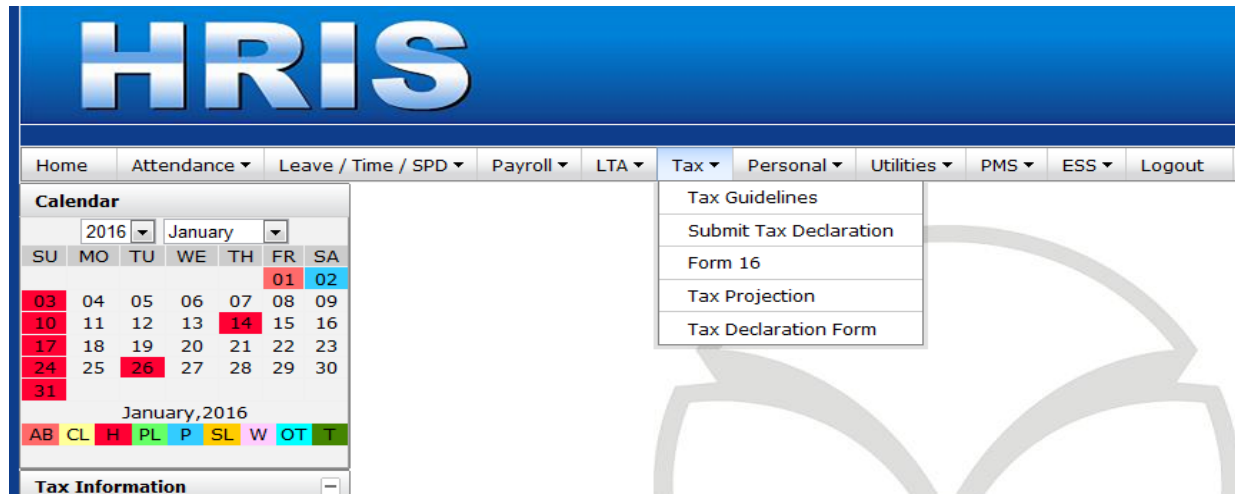 HRIS
Home Attendance Leave / Time / SPD Payroll LTA Tax Personal Utilities PMS ESS Logout
Calendar
2016 January
SU MO TU WE TH FR SA
01 02
03 04 05 06 07 08 09
10 11 12 13 14 15 16
17 18 19 20 21 22 23
24 25 26 27 28 29 30
31
January,2016
AB CL H PL P SL W OT T
Tax Information
Tax Guidelines
Submit Tax Declaration
Form 16
Tax Projection
Tax Declaration Form